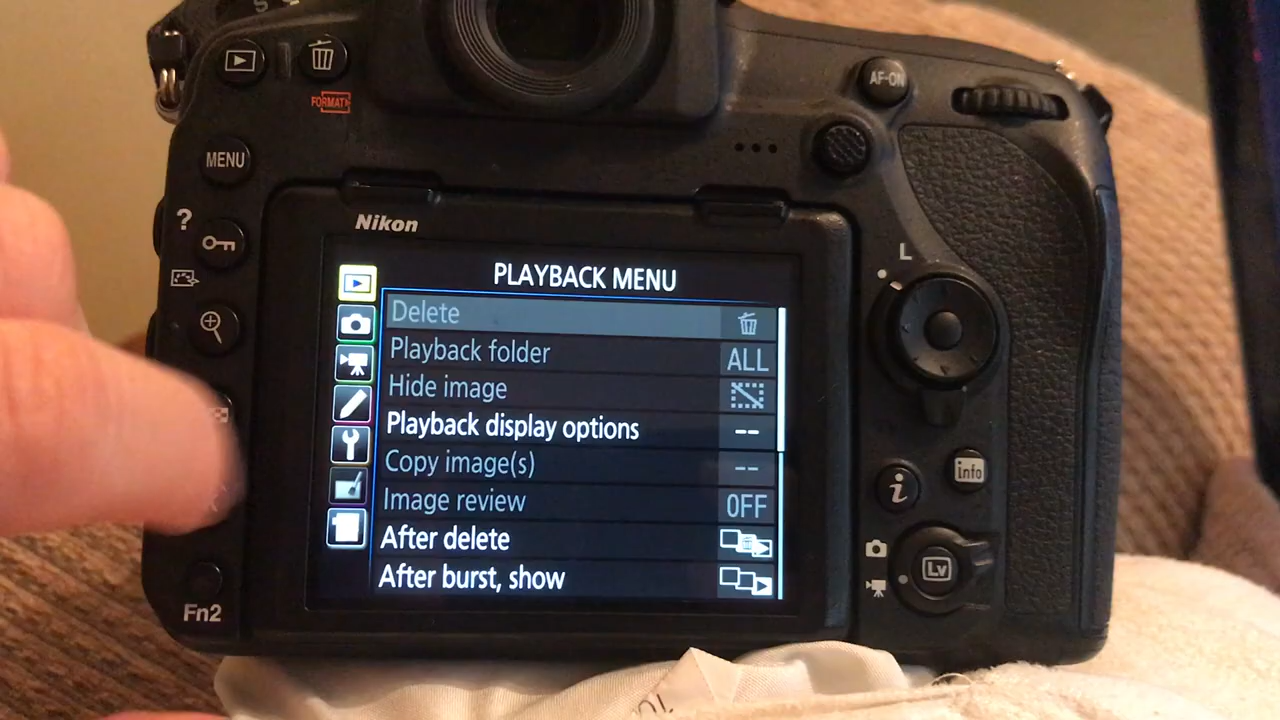 S
FORMAT
AF-ON
MENU
?
Nikon
L
PLAYBACK MENU
Delete
Playback folder ALL
Hide image
Playback display options --
Copy image(s) --
Image review OFF
After delete
After burst, show
info
i
Lv
Fn2